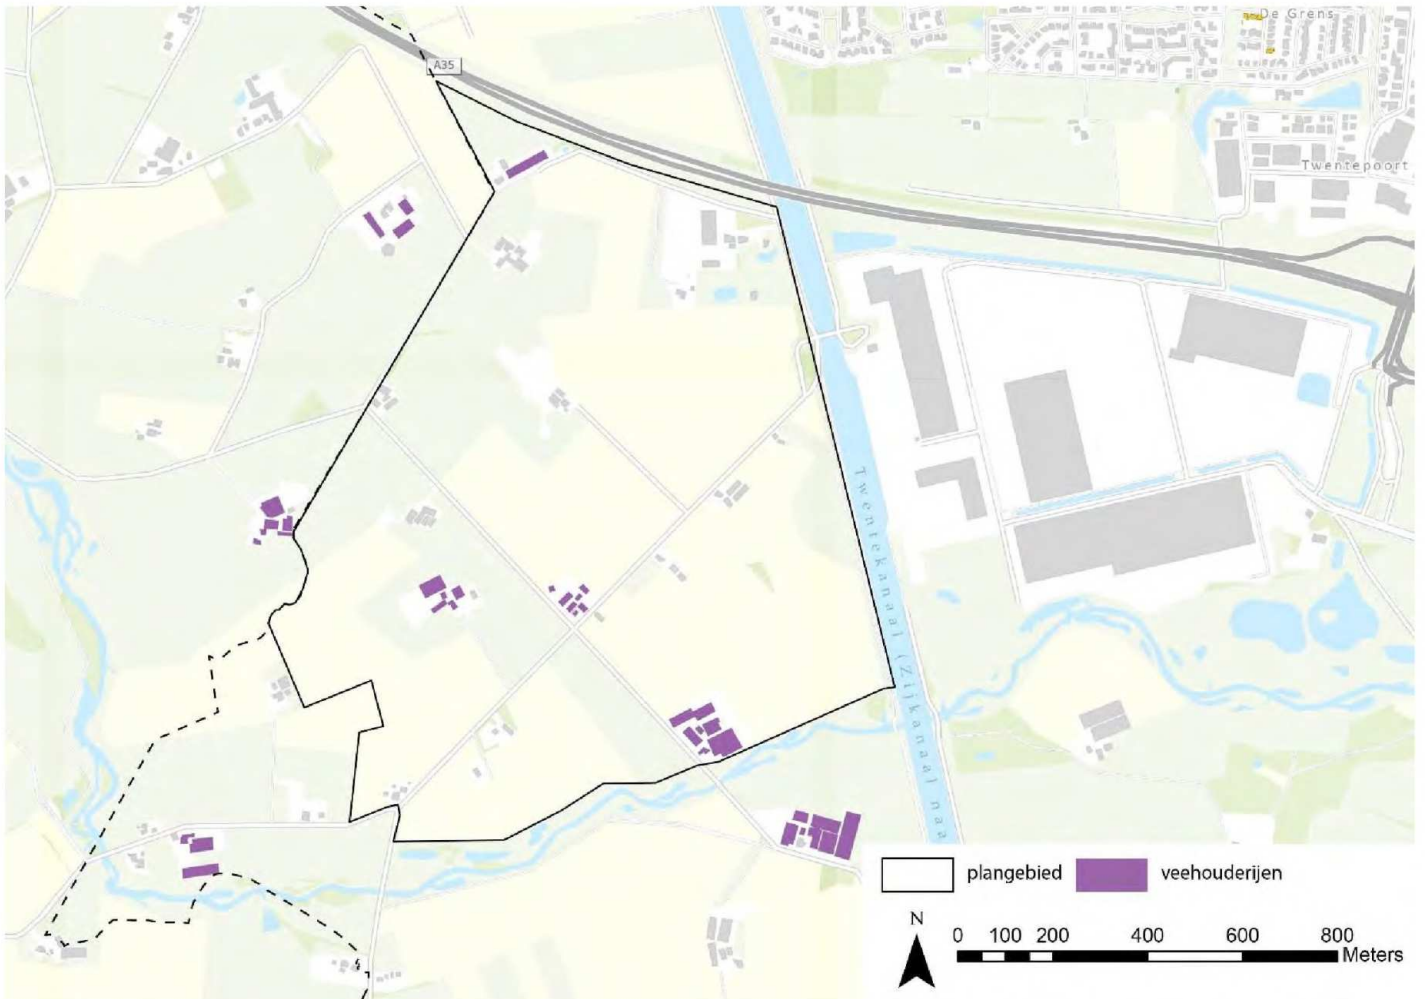 De Grens
A35
Twentepoort
Twentekanaal (Zijkanaal naa
plangebied
veehouderijen
N
0 100 200 400 600 800
Meters